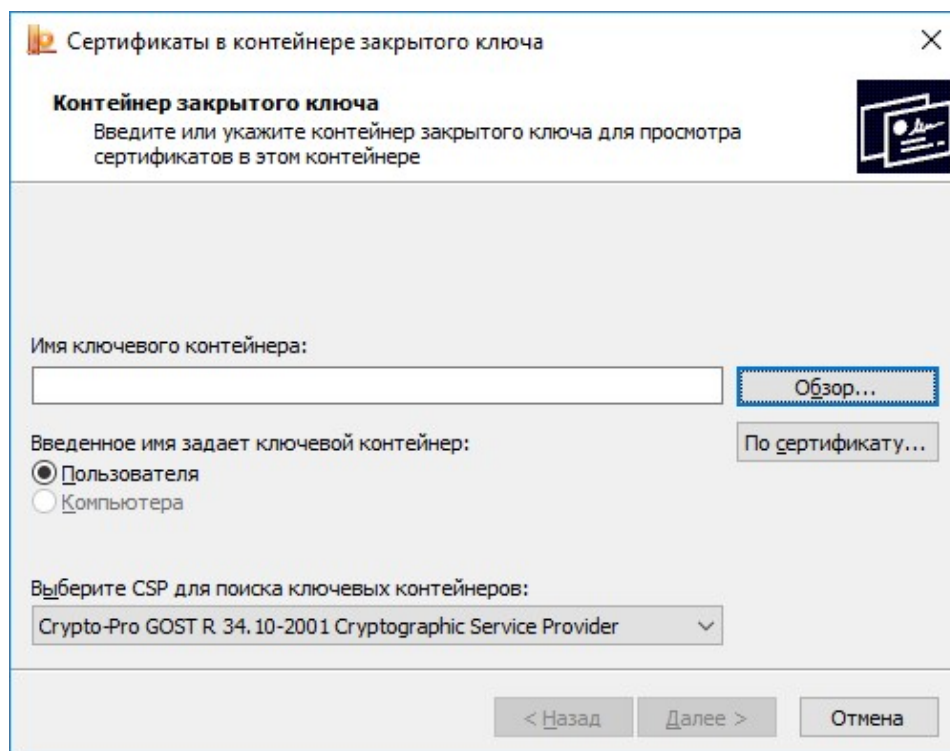 Сертификаты в контейнере закрытого ключа
Контейнер закрытого ключа
Введите или укажите контейнер закрытого ключа для просмотра
сертификатов в этом контейнере
Имя ключевого контейнера:
Обзор...
Введенное имя задает ключевой контейнер:
По сертификату...
Пользователя
Компьютера
Выберите CSP для поиска ключевых контейнеров:
Crypto-Pro GOST R 34.10-2001 Cryptographic Service Provider
< Назад
Далее >
Отмена